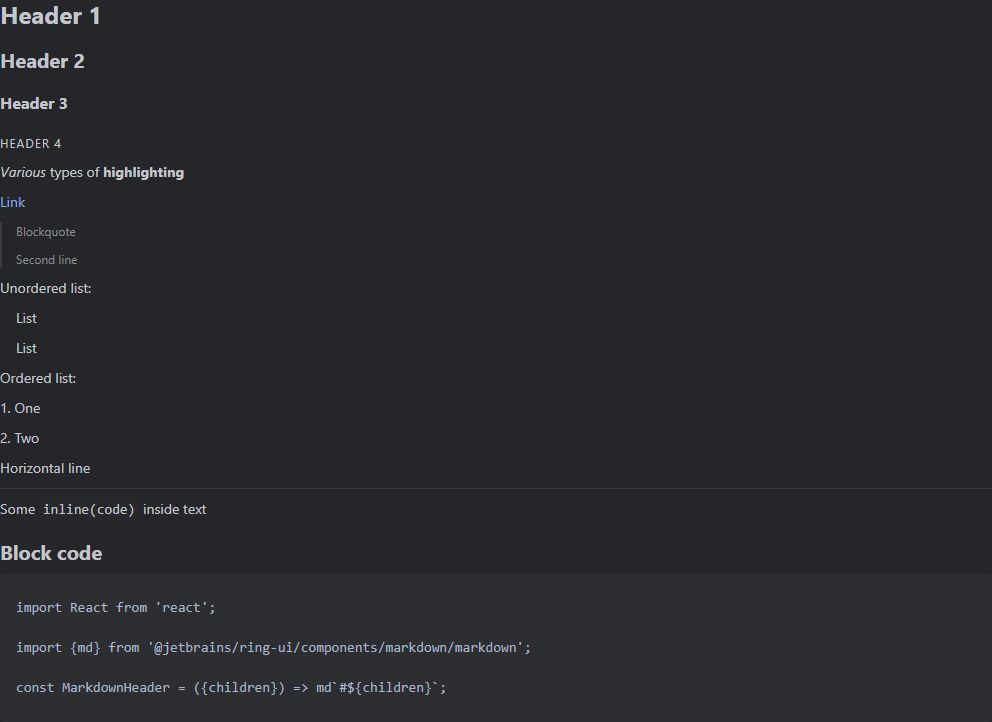 Header 1
Header 2
Header 3
HEADER 4
Various types of highlighting
Link
Blockquote
Second line
Unordered list:
List
List
Ordered list:
1. One
2. Two
Horizontal line
Some inline(code) inside text
Block code
import React from 'react';
import {md} from '@jetbrains/ring-ui/components/markdown/markdown';
const MarkdownHeader = ({children}) => md`#${children}`;